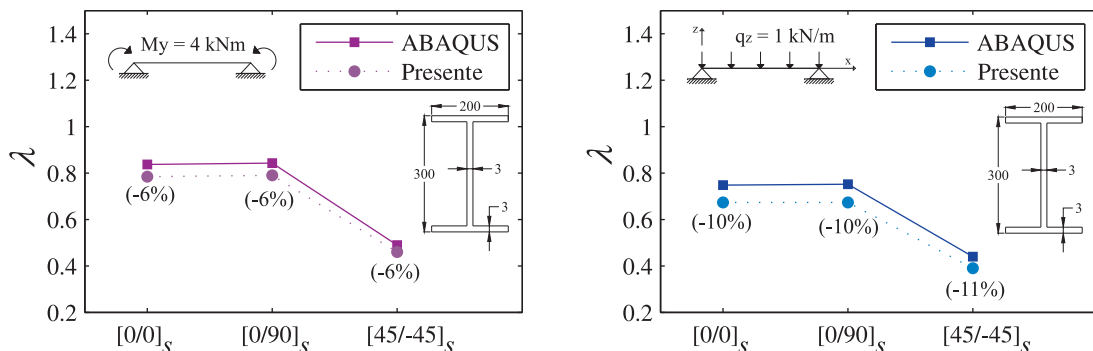 1.4
1.2
1
0.8
0.6
0.4
0.2
λ
My = 4 kNm
ABAQUS
Presente
200
300
3
3
(-6%)
(-6%)
(-6%)
[0/0]s
[0/90]s
[45/-45]s
1.4
1.2
1
0.8
0.6
0.4
0.2
λ
z
qz = 1 kN/m
x
ABAQUS
Presente
200
300
3
3
(-10%)
(-10%)
(-11%)
[0/0]s
[0/90]s
[45/-45]s